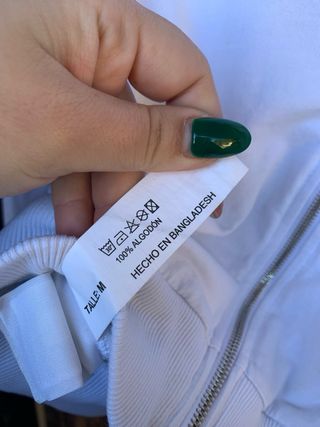 100% ALGODÓN
HECHO EN BANGLADESH
TALLE: M